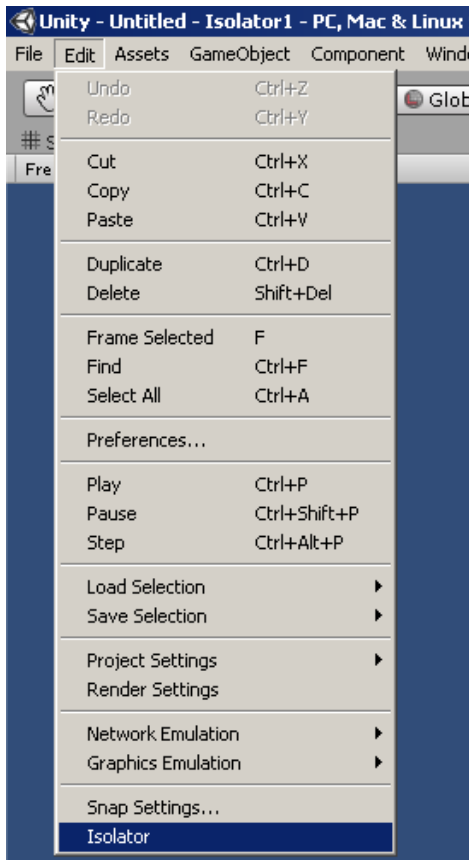 Unity - Untitled - Isolator1 - PC, Mac & Linux
File Edit Assets GameObject Component
Undo Ctrl+Z
Redo Ctrl+Y
Cut Ctrl+X
Copy Ctrl+C
Paste Ctrl+V
Duplicate Ctrl+D
Delete Shift+Del
Frame Selected F
Find Ctrl+F
Select All Ctrl+A
Preferences...
Play Ctrl+P
Pause Ctrl+Shift+P
Step Ctrl+Alt+P
Load Selection
Save Selection
Project Settings
Render Settings
Network Emulation
Graphics Emulation
Snap Settings...
Isolator